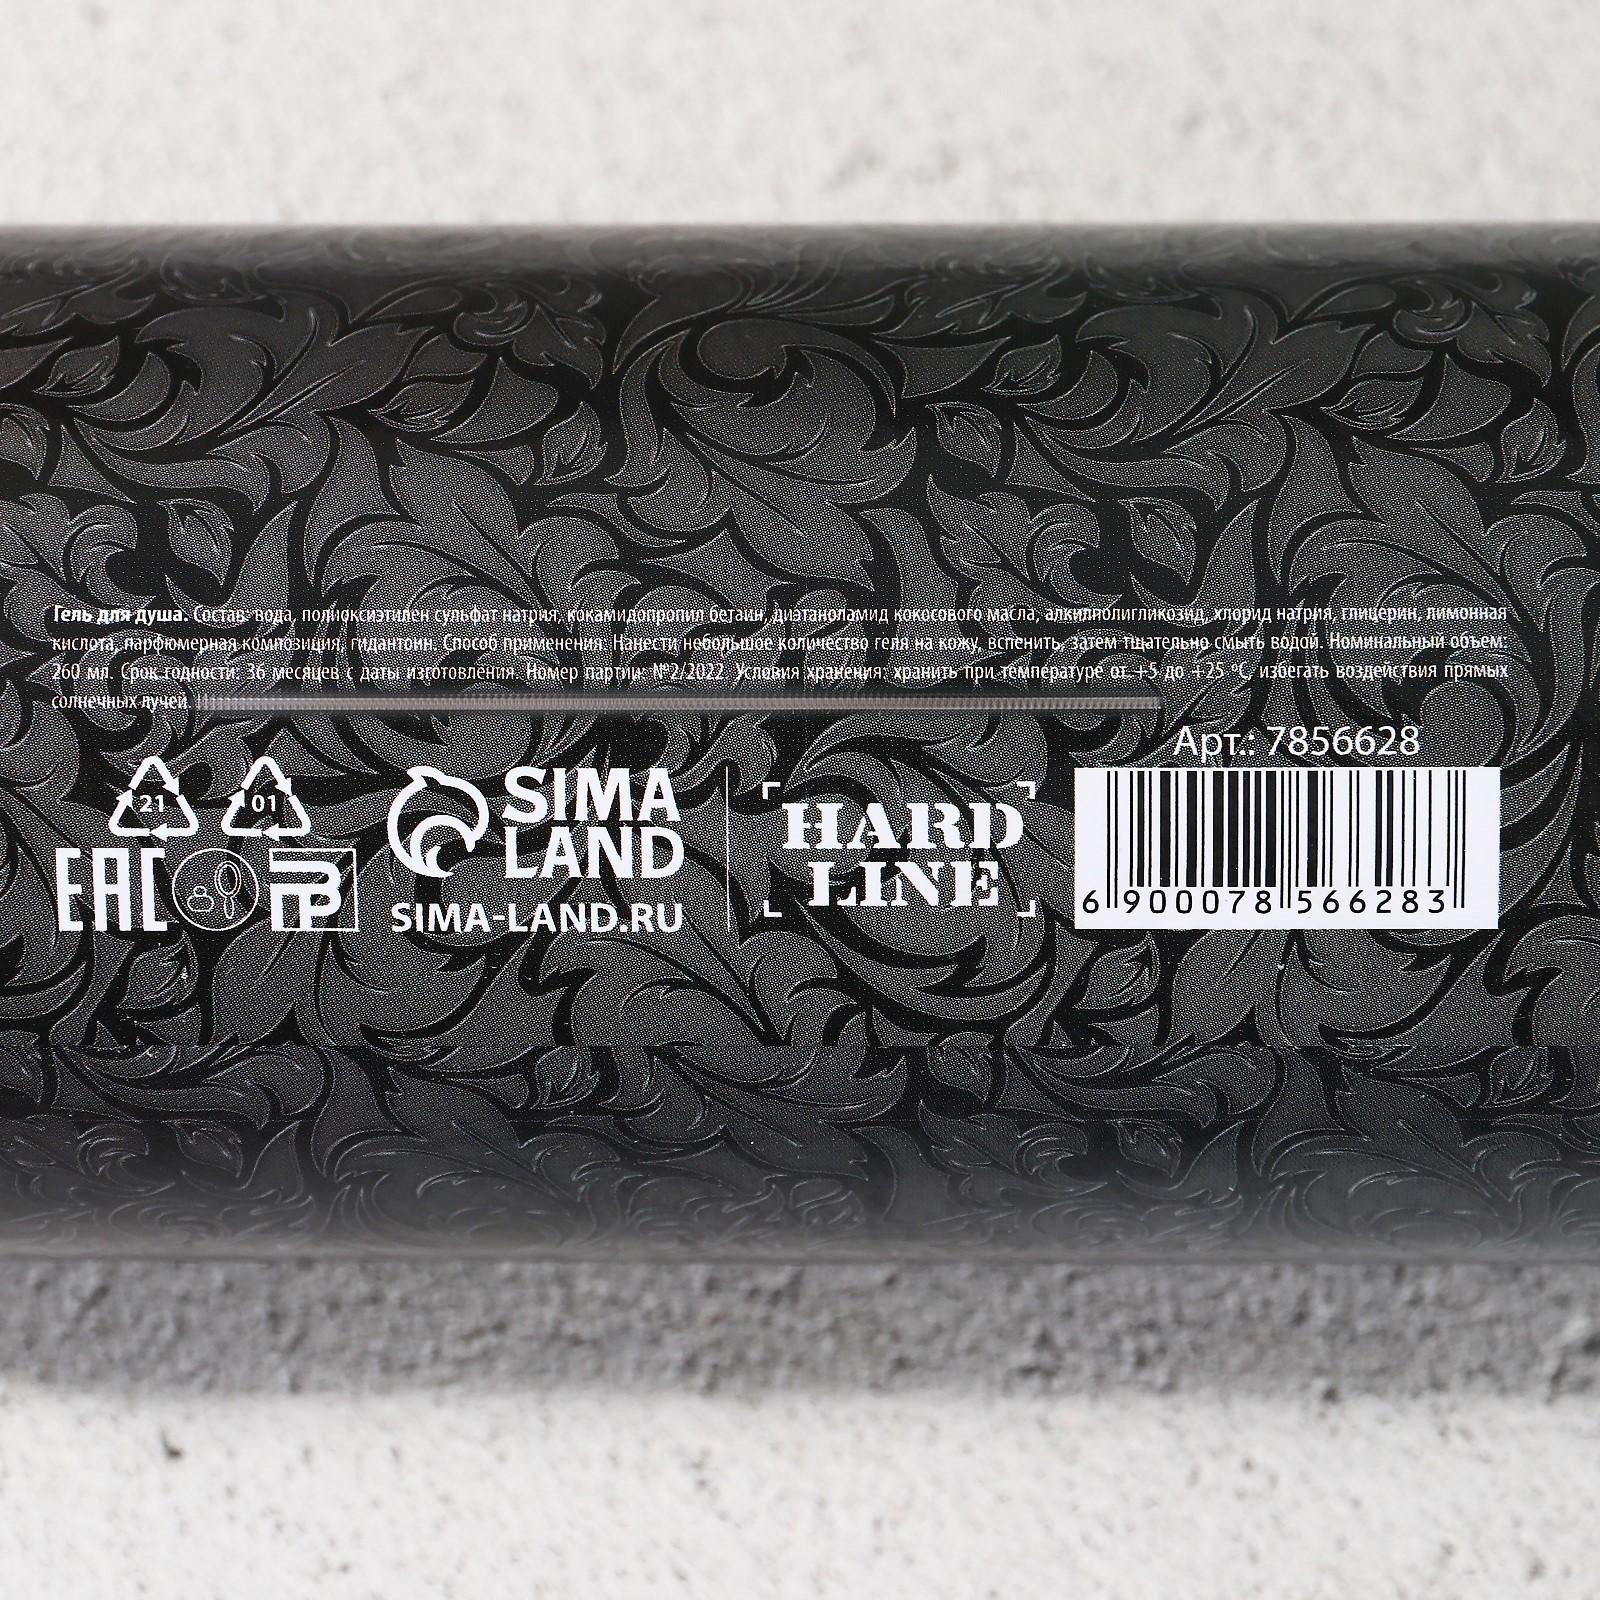 Гель для душа. Состав: вода, полиоксиэтилен сульфат натрия, кокамидопропил бетаин, диэтаноламид кокосового масла, алкилполигликозид, хлорид натрия, глицерин, лимонная
кислота, парфюмерная композиция, гидантоин. Способ применения: Нанести небольшое количество геля на кожу, вспенить, затем тщательно смыть водой. Номинальный объем:
260 мл. Срок годности: 36 месяцев с даты изготовления. Номер партии: №2/2022. Условия хранения: хранить при температуре от +5 до +25 °С, избегать воздействия прямых
солнечных лучей.
Арт.: 7856628
21 01
EAC
SIMA
LAND
SIMA-LAND.RU
HARD
LINE
6 900078 566283